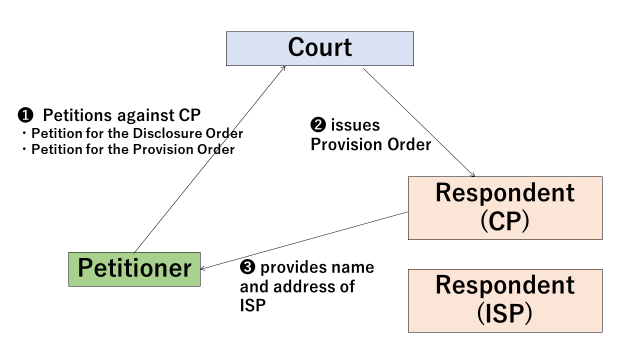 Court
❶ Petitions against CP
・Petition for the Disclosure Order
・Petition for the Provision Order
❷ issues
Provision Order
Respondent
(CP)
Petitioner
❸ provides name
and address of
ISP
Respondent
(ISP)